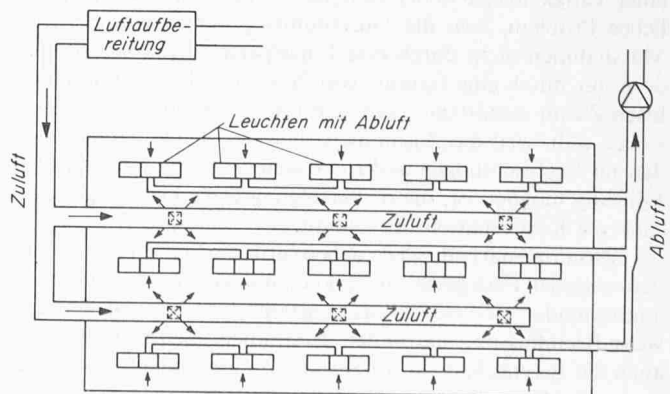 Luftaufbe-
reitung
Leuchten mit Abluft
Zuluft
Zuluft
Abluft
Zuluft